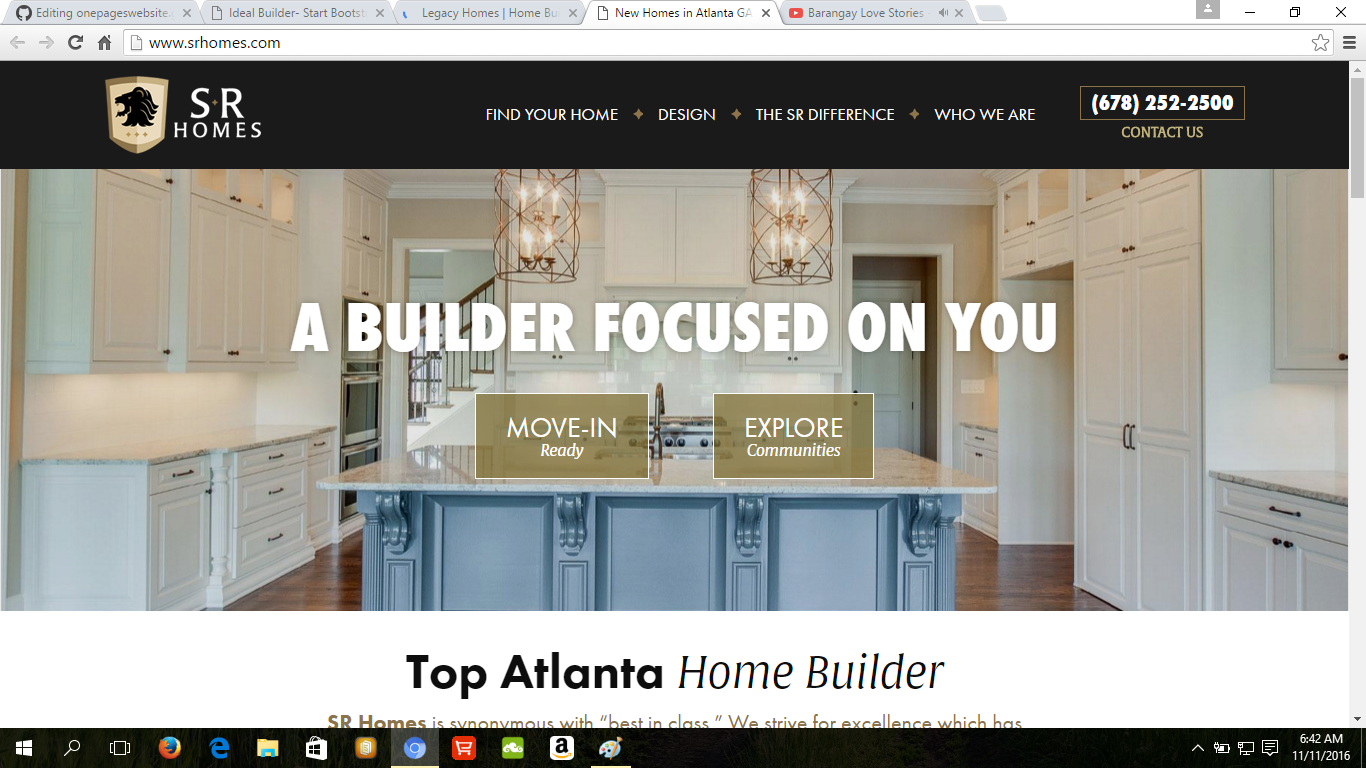 Editing onepageswebsite
Ideal Builder- Start Bootst
Legacy Homes | Home Bu
New Homes in Atlanta GA
Barangay Love Stories
www.srhomes.com
S R
HOMES
FIND YOUR HOME
DESIGN
THE SR DIFFERENCE
WHO WE ARE
(678) 252-2500
CONTACT US
A BUILDER FOCUSED ON YOU
MOVE-IN
Ready
EXPLORE
Communities
Top Atlanta Home Builder
SR Homes is synonymous with “best in class.” We strive for excellence which has
6:42 AM
11/11/2016